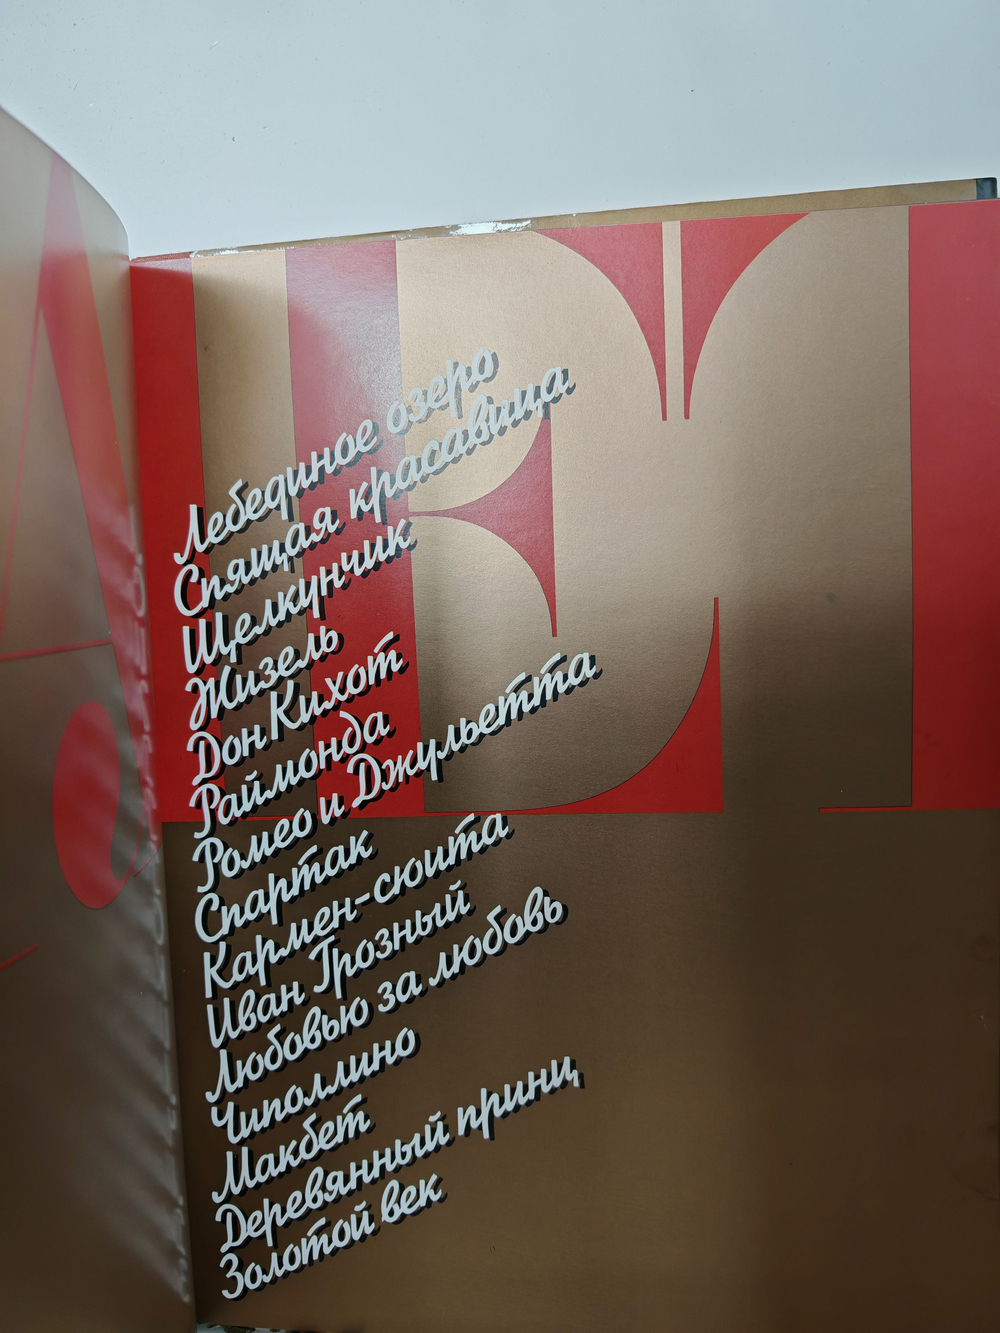 ЛЕТ
Лебединое озеро
Спящая красавица
Щелкунчик
Жизель
Дон Кихот
Раймонда
Ромео и Джульетта
Спартак
Кармен-сюита
Иван Грозный
Любовью за любовь
Чиполлино
Макбет
Деревянный принц
Золотой век